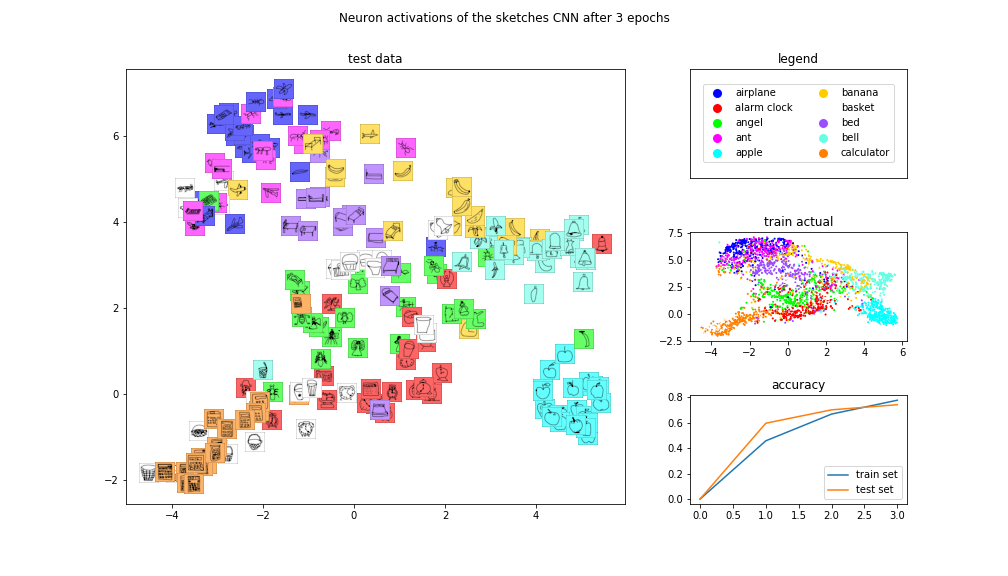 Neuron activations of the sketches CNN after 3 epochs
test data
6
4
2
0
−2
−4
−2
0
2
4
legend
airplane
alarm clock
angel
ant
apple
banana
basket
bed
bell
calculator
train actual
7.5
5.0
2.5
0.0
−2.5
−4
−2
0
2
4
6
accuracy
0.8
0.6
0.4
0.2
0.0
train set
test set
0.0
0.5
1.0
1.5
2.0
2.5
3.0